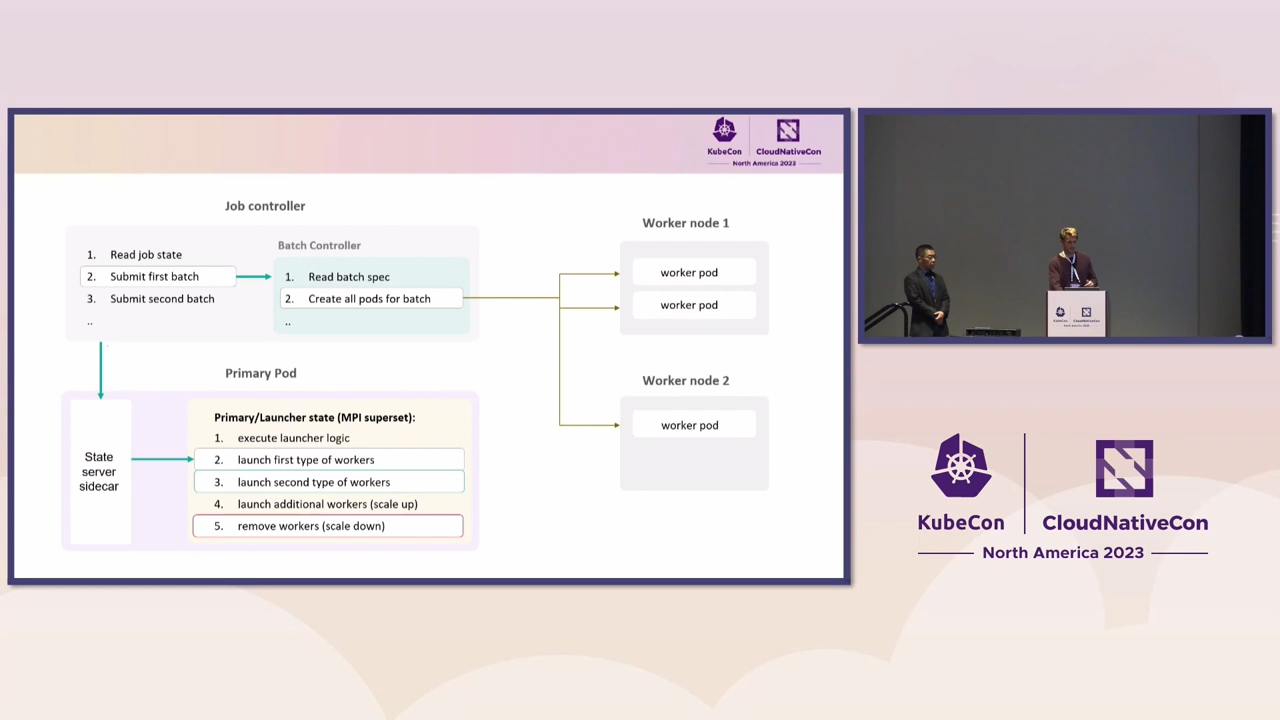 KubeCon
CloudNativeCon
North America 2023
Job controller
1. Read job state
2. Submit first batch
3. Submit second batch
..
Batch Controller
1. Read batch spec
2. Create all pods for batch
..
Worker node 1
worker pod
worker pod
Worker node 2
worker pod
Primary Pod
State
server
sidecar
Primary/Launcher state (MPI superset):
1. execute launcher logic
2. launch first type of workers
3. launch second type of workers
4. launch additional workers (scale up)
5. remove workers (scale down)
KubeCon
CloudNativeCon
KubeCon
CloudNativeCon
North America 2023